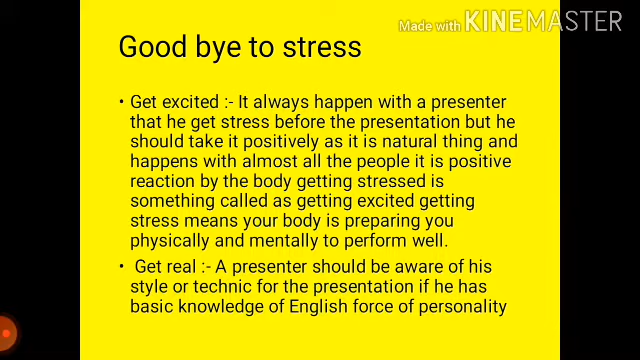 Made with KINEMASTER
Good bye to stress
• Get excited :- It always happen with a presenter
that he get stress before the presentation but he
should take it positively as it is natural thing and
happens with almost all the people it is positive
reaction by the body getting stressed is
something called as getting excited getting
stress means your body is preparing you
physically and mentally to perform well.
• Get real :- A presenter should be aware of his
style or technic for the presentation if he has
basic knowledge of English force of personality